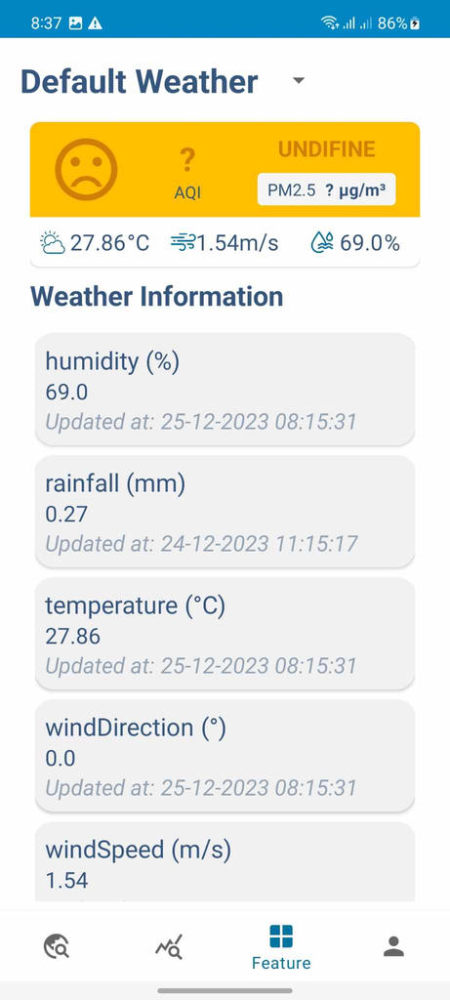 8:37 86%
Default Weather
?
AQI
UNDIFINE
PM2.5 ? μg/m³
27.86°C 1.54m/s 69.0%
Weather Information
humidity (%)
69.0
Updated at: 25-12-2023 08:15:31
rainfall (mm)
0.27
Updated at: 24-12-2023 11:15:17
temperature (°C)
27.86
Updated at: 25-12-2023 08:15:31
windDirection (°)
0.0
Updated at: 25-12-2023 08:15:31
windSpeed (m/s)
1.54
Feature